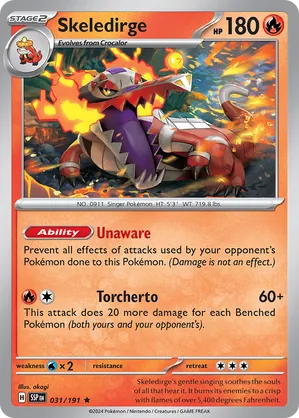 STAGE 2 Skeledirge HP 180
Evolves from Crocalor
NO. 0911 Singer Pokémon HT: 5'3" WT: 719.8 lbs.
Ability Unaware
Prevent all effects of attacks used by your opponent's
Pokémon done to this Pokémon. (Damage is not an effect.)
Torcherto 60+
This attack does 20 more damage for each Benched
Pokémon (both yours and your opponent's).
weakness ×2 resistance retreat
illus. akagi
H SSP EN 031/191 ★
Skeledirge's gentle singing soothes the souls
of all that hear it. It burns its enemies to a crisp
with flames of over 5,400 degrees Fahrenheit.
©2024 Pokémon / Nintendo / Creatures / GAME FREAK